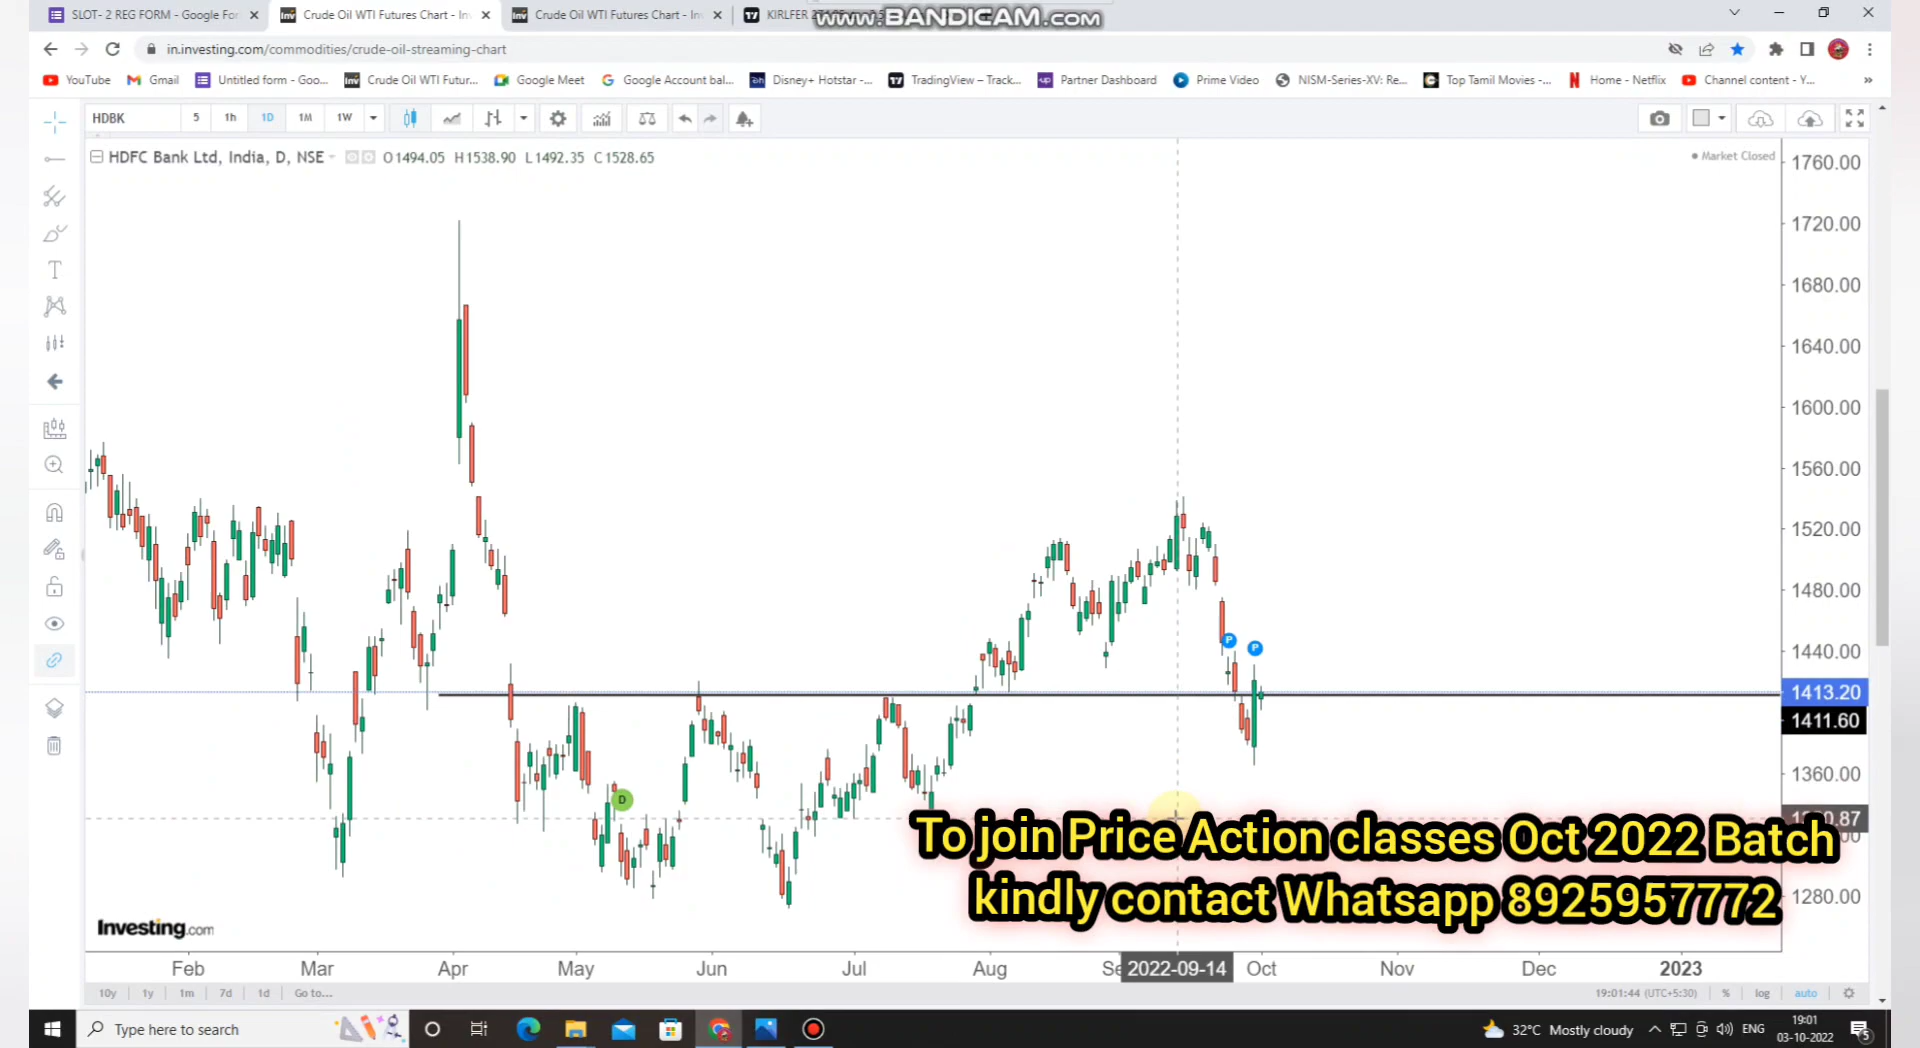 SLOT- 2 REG FORM - Google For
Crude Oil WTI Futures Chart - In
Crude Oil WTI Futures Chart - In
KIRLFER
www.BANDICAM.com
in.investing.com/commodities/crude-oil-streaming-chart
YouTube
Gmail
Untitled form - Goo...
Crude Oil WTI Futur...
Google Meet
Google Account bal...
Disney+ Hotstar -...
TradingView – Track...
Partner Dashboard
Prime Video
NISM-Series-XV: Re...
Top Tamil Movies -...
Home - Netflix
Channel content - Y...
HDBK 5 1h 1D 1M 1W
HDFC Bank Ltd, India, D, NSE O1494.05 H1538.90 L1492.35 C1528.65
Market Closed
1760.00
1720.00
1680.00
1640.00
1600.00
1560.00
1520.00
1480.00
1440.00
1413.20
1411.60
1360.00
1280.00
P
P
D
To join Price Action classes Oct 2022 Batch
kindly contact Whatsapp 8925957772
Investing.com
Feb Mar Apr May Jun Jul Aug 2022-09-14 Oct Nov Dec 2023
10y 1y 1m 7d 1d Go to...
19:01:44 (UTC+5:30) % log auto
Type here to search
32°C Mostly cloudy
ENG
19:01
03-10-2022
5